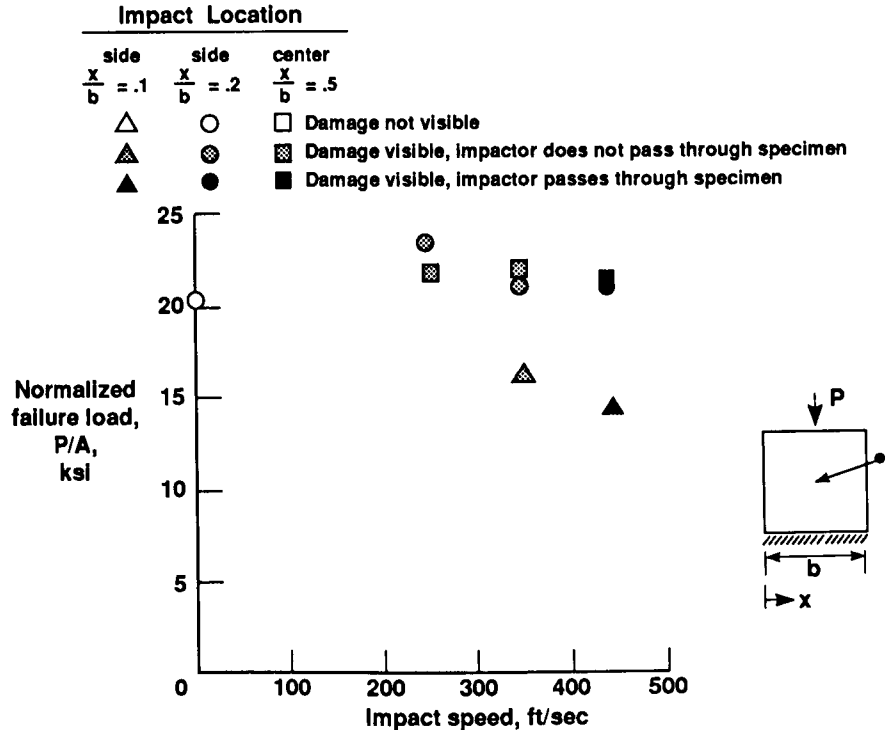 Impact Location
side side center
x/b = .1 x/b = .2 x/b = .5
Damage not visible
Damage visible, impactor does not pass through specimen
Damage visible, impactor passes through specimen
25
20
15
10
5
0 100 200 300 400 500
Normalized
failure load,
P/A,
ksi
Impact speed, ft/sec
P
b
x